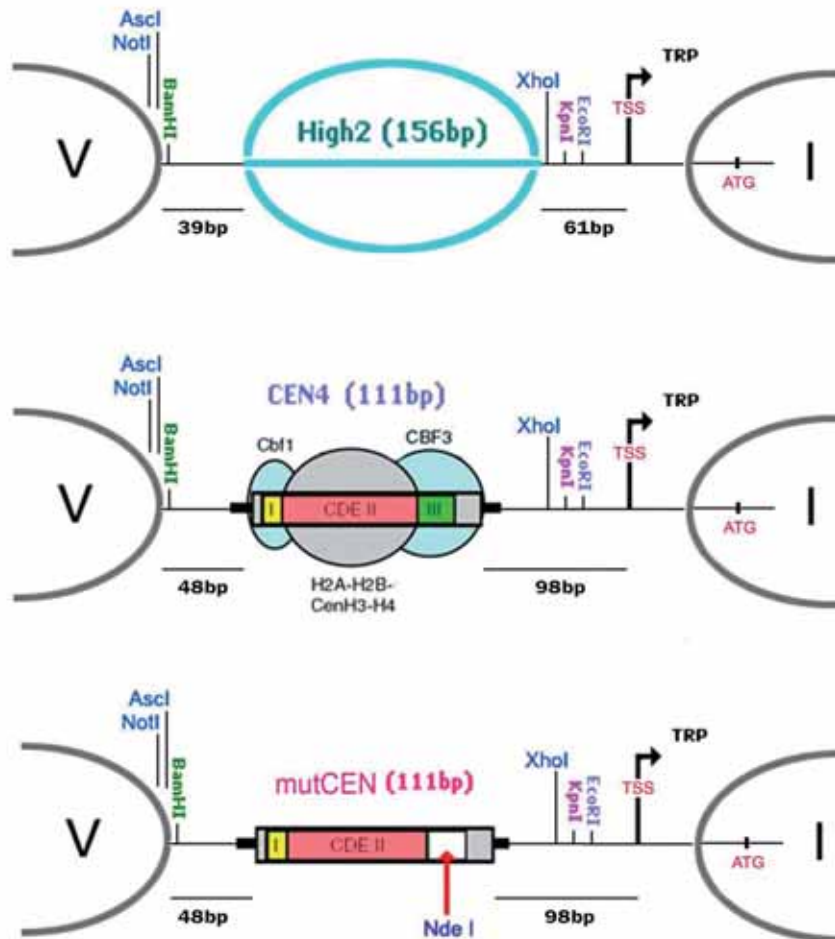 AscI
NotI
BamHI
V
High2 (156bp)
XhoI
KpnI
EcoRI
TSS
TRP
ATG
I
39bp
61bp
AscI
NotI
BamHI
V
CEN4 (111bp)
Cbf1
CBF3
I
CDE II
III
XhoI
KpnI
EcoRI
TSS
TRP
ATG
I
48bp
H2A-H2B-
CenH3-H4
98bp
AscI
NotI
BamHI
V
mutCEN (111bp)
I
CDE II
XhoI
KpnI
EcoRI
TSS
TRP
ATG
I
48bp
Nde I
98bp